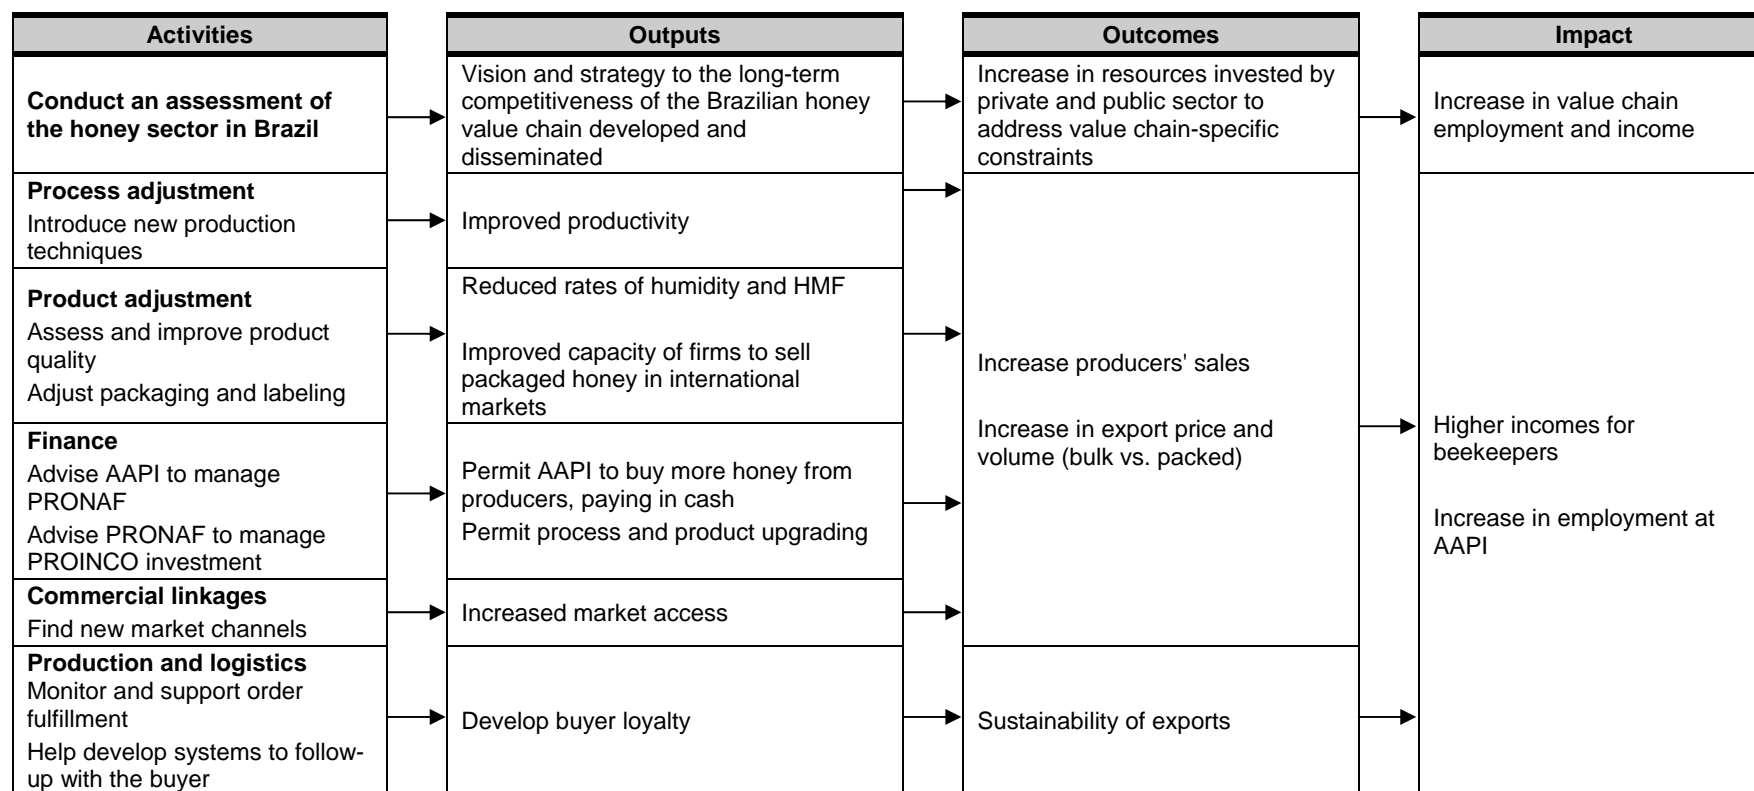 Activities
Outputs
Outcomes
Impact
Conduct an assessment of
the honey sector in Brazil
Vision and strategy to the long-term
competitiveness of the Brazilian honey
value chain developed and
disseminated
Increase in resources invested by
private and public sector to
address value chain-specific
constraints
Increase in value chain
employment and income
Process adjustment
Introduce new production
techniques
Improved productivity
Product adjustment
Assess and improve product
quality
Adjust packaging and labeling
Reduced rates of humidity and HMF
Improved capacity of firms to sell
packaged honey in international
markets
Finance
Advise AAPI to manage
PRONAF
Advise PRONAF to manage
PROINCO investment
Permit AAPI to buy more honey from
producers, paying in cash
Permit process and product upgrading
Commercial linkages
Find new market channels
Increased market access
Increase producers' sales
Increase in export price and
volume (bulk vs. packed)
Higher incomes for
beekeepers
Increase in employment at
AAPI
Production and logistics
Monitor and support order
fulfillment
Help develop systems to follow-
up with the buyer
Develop buyer loyalty
Sustainability of exports